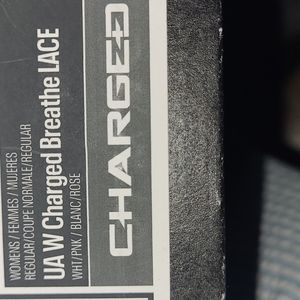 WOMENS / FEMMES / MUJERES
REGULAR/COUPE NORMALE/REGULAR
UA W Charged Breathe LACE
WHT/PNK / BLANC/ROSE
CHARGED